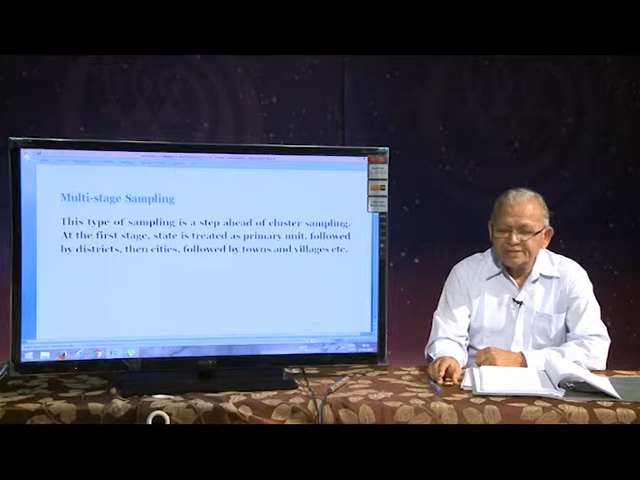 Multi-stage Sampling
This type of sampling is a step ahead of cluster sampling.
At the first stage, state is treated as primary unit, followed
by districts, then cities, followed by towns and villages etc.